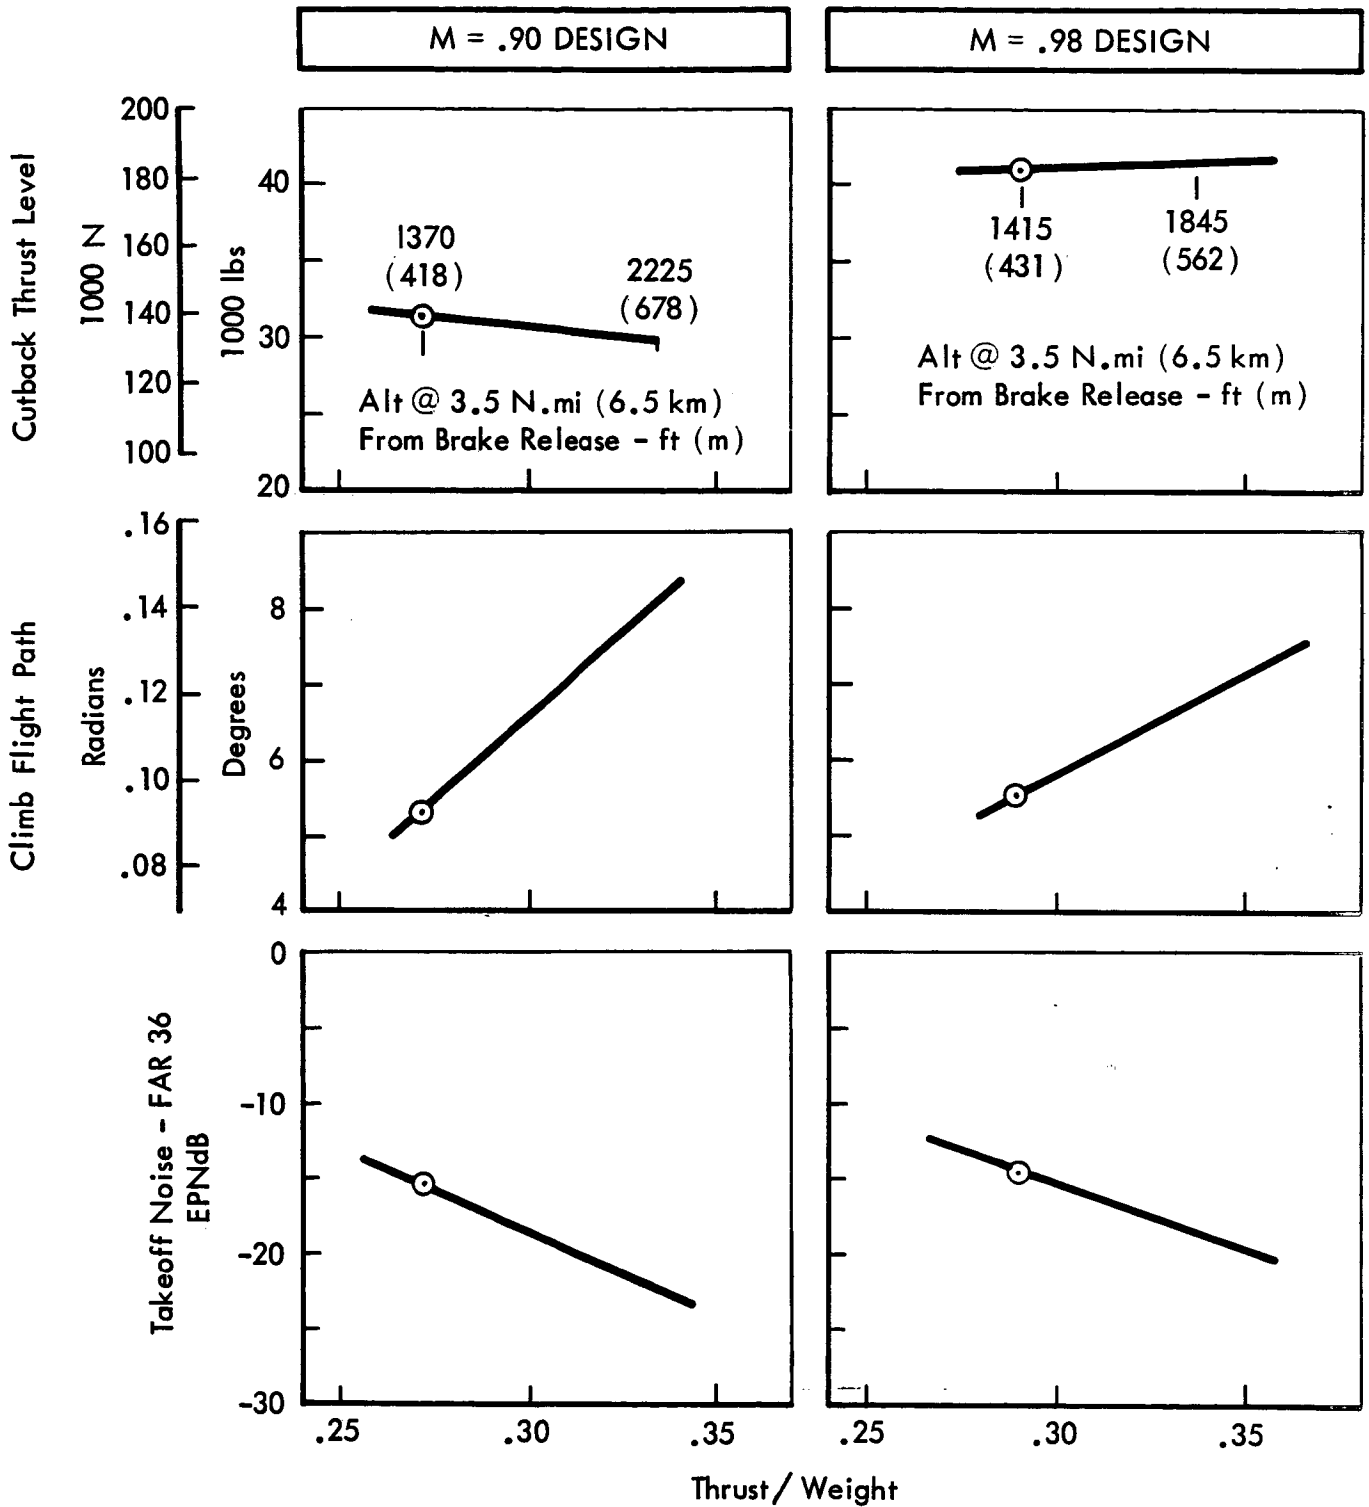 M = .90 DESIGN
M = .98 DESIGN
Cutback Thrust Level
1000 N
200
180
160
140
120
100
1000 lbs
40
30
20
1370
(418)
2225
(678)
Alt @ 3.5 N.mi (6.5 km)
From Brake Release - ft (m)
1415
(431)
1845
(562)
Alt @ 3.5 N.mi (6.5 km)
From Brake Release - ft (m)
Climb Flight Path
Radians
.16
.14
.12
.10
.08
Degrees
8
6
4
Takeoff Noise - FAR 36
EPNdB
0
-10
-20
-30
.25
.30
.35
.25
.30
.35
Thrust/Weight